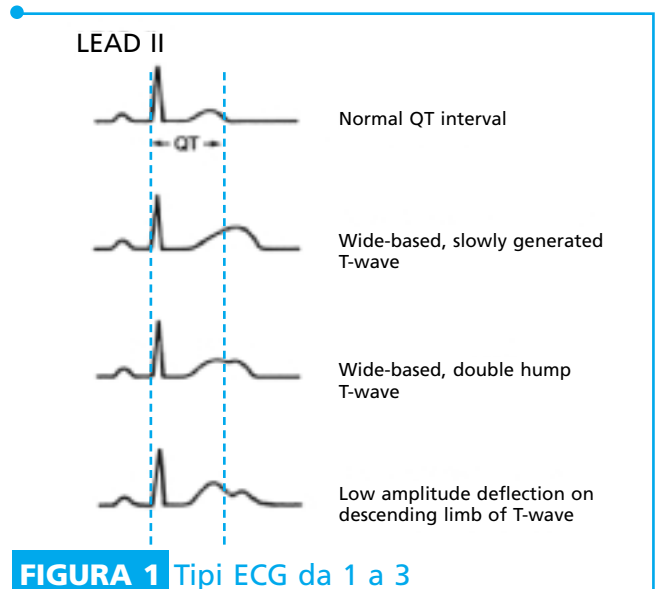 LEAD II
Normal QT interval
QT
Wide-based, slowly generated
T-wave
Wide-based, double hump
T-wave
Low amplitude deflection on
descending limb of T-wave
FIGURA 1 Tipi ECG da 1 a 3